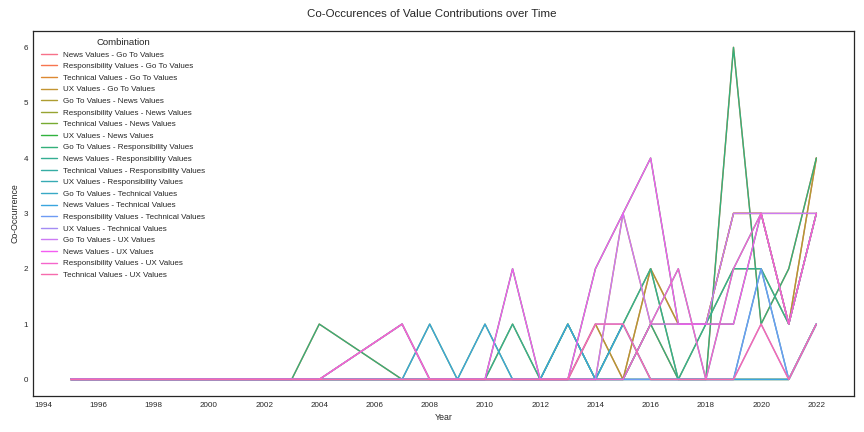 Co-Occurences of Value Contributions over Time
Combination
News Values - Go To Values
Responsibility Values - Go To Values
Technical Values - Go To Values
UX Values - Go To Values
Go To Values - News Values
Responsibility Values - News Values
Technical Values - News Values
UX Values - News Values
Go To Values - Responsibility Values
News Values - Responsibility Values
Technical Values - Responsibility Values
UX Values - Responsibility Values
Go To Values - Technical Values
News Values - Technical Values
Responsibility Values - Technical Values
UX Values - Technical Values
Go To Values - UX Values
News Values - UX Values
Responsibility Values - UX Values
Technical Values - UX Values
Co-Occurrence
6
5
4
3
2
1
0
1994 1996 1998 2000 2002 2004 2006 2008 2010 2012 2014 2016 2018 2020 2022
Year